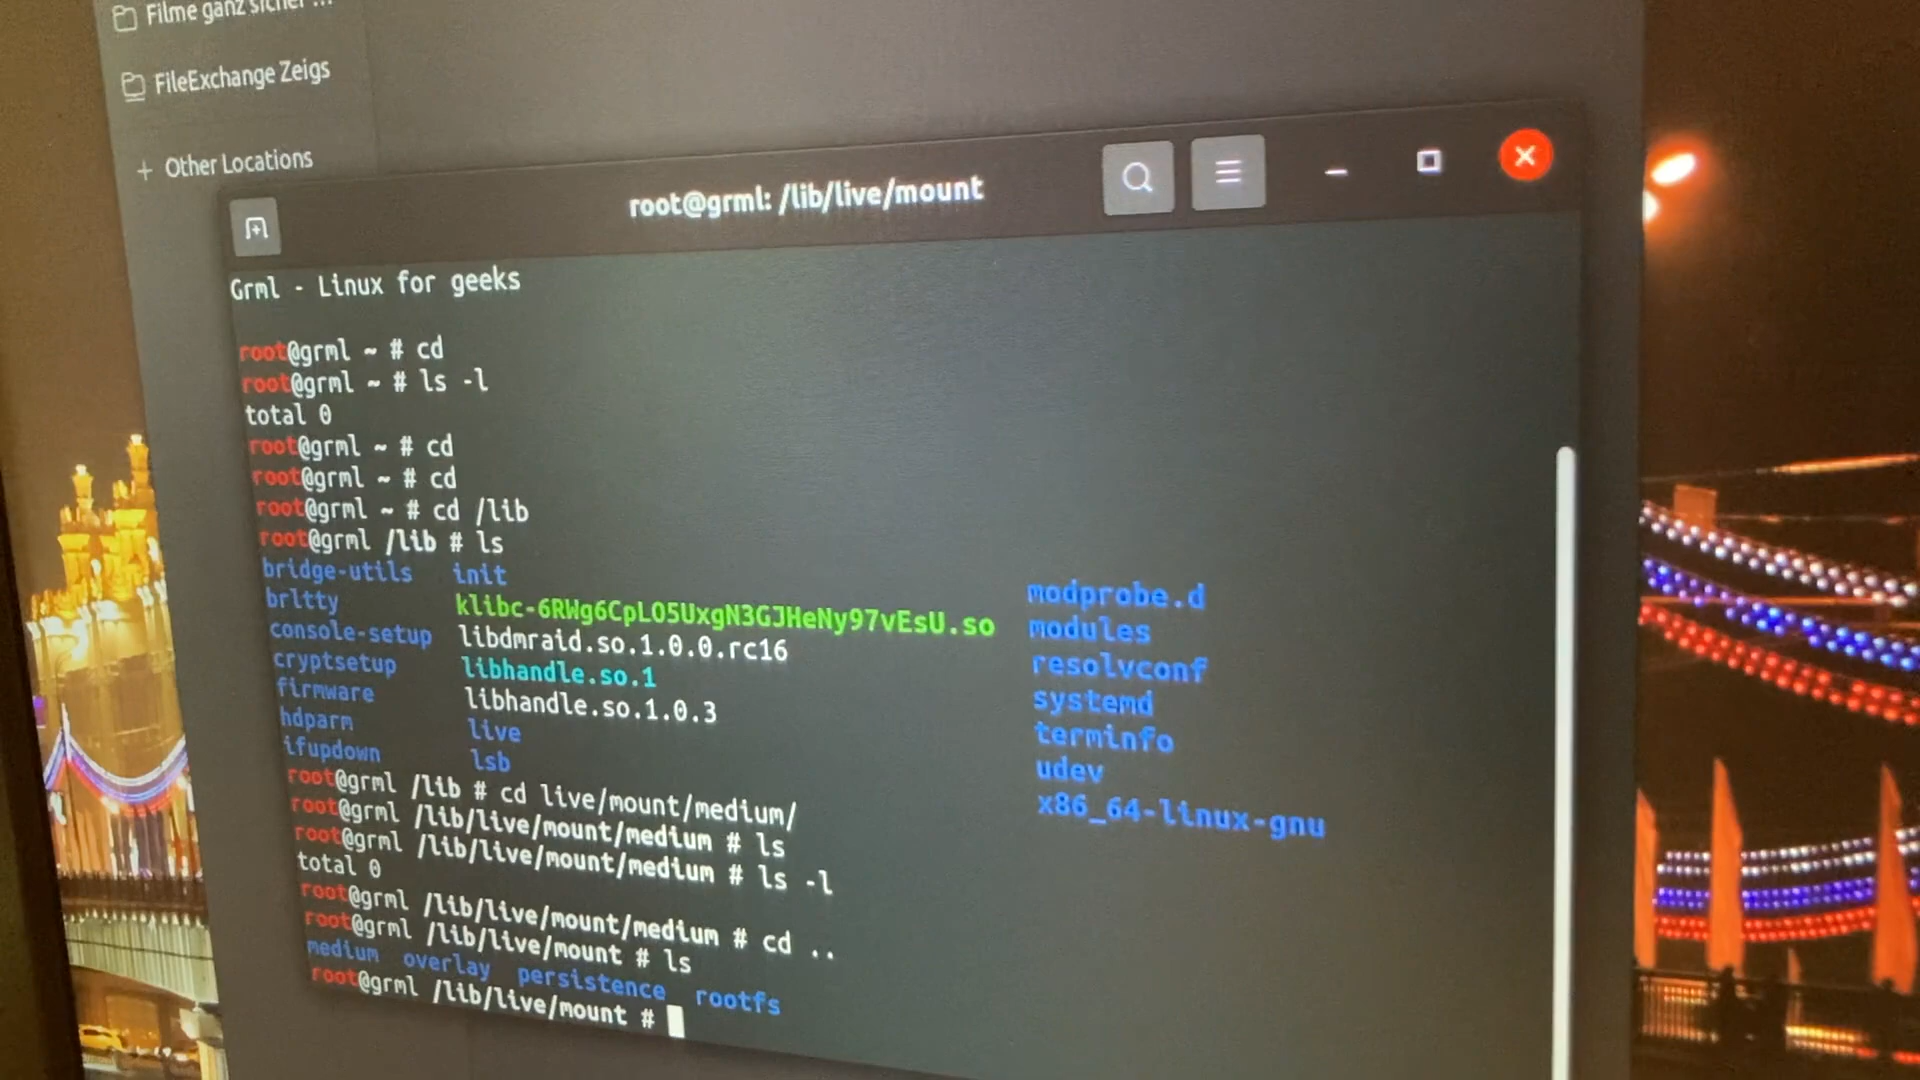 Filme ganz sicher ...
FileExchange Zeigs
+ Other Locations
root@grml: /lib/live/mount
Grml - Linux for geeks
root@grml ~ # cd
root@grml ~ # ls -l
total 0
root@grml ~ # cd
root@grml ~ # cd
root@grml ~ # cd /lib
root@grml /lib # ls
bridge-utils init modprobe.d
brltty klibc-6RWg6CpLO5UxgN3GJHeNy97vEsU.so modules
console-setup libdmraid.so.1.0.0.rc16 resolvconf
cryptsetup libhandle.so.1 systemd
firmware libhandle.so.1.0.3 terminfo
hdparm live udev
ifupdown lsb x86_64-linux-gnu
root@grml /lib # cd live/mount/medium/
root@grml /lib/live/mount/medium # ls
root@grml /lib/live/mount/medium # ls -l
total 0
root@grml /lib/live/mount/medium # cd ..
root@grml /lib/live/mount # ls
medium overlay persistence rootfs
root@grml /lib/live/mount #